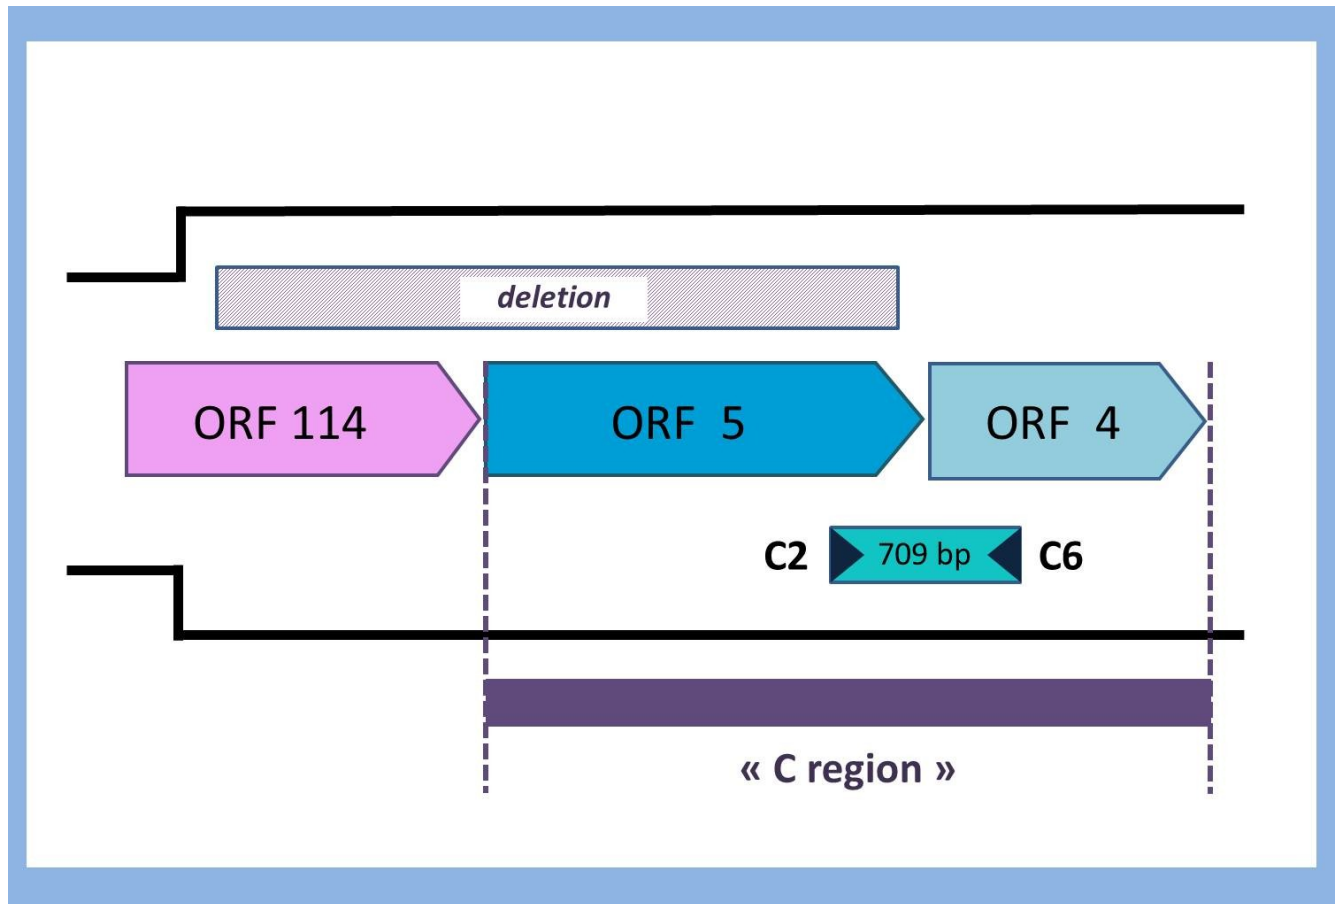 deletion
ORF 114
ORF 5
ORF 4
C2
709 bp
C6
« C region »